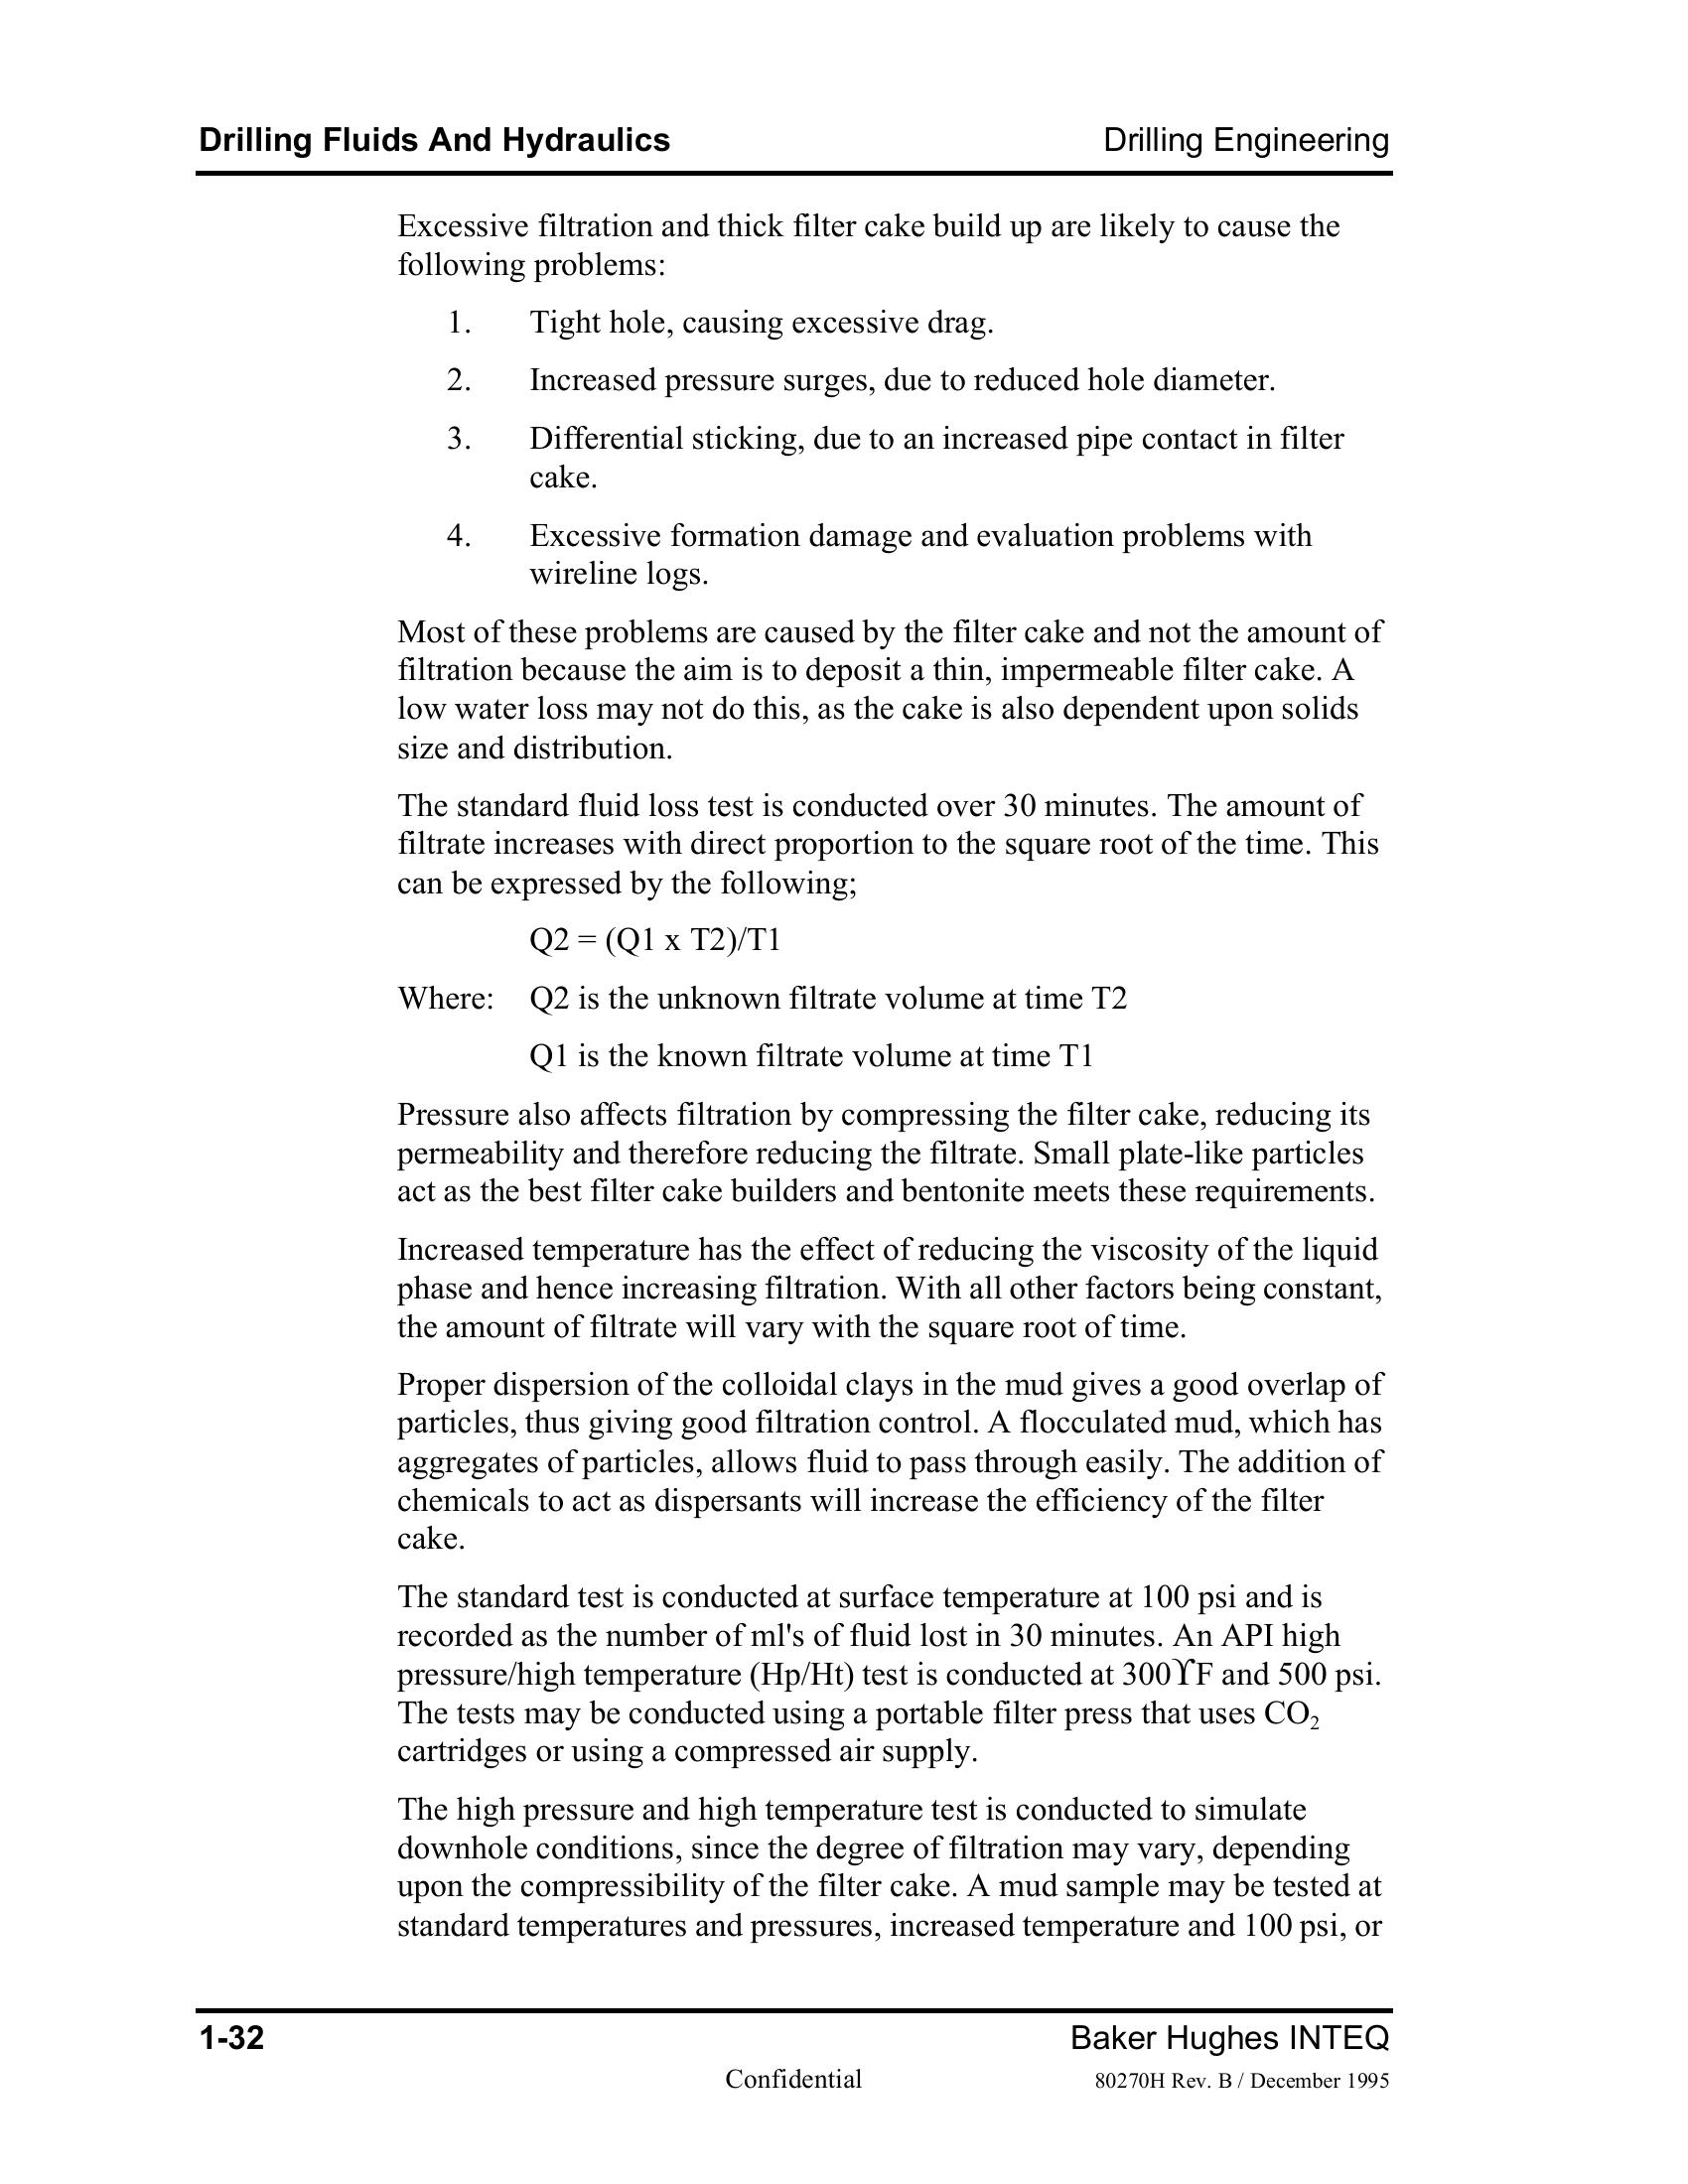 Drilling Fluids And Hydraulics Drilling Engineering
Excessive filtration and thick filter cake build up are likely to cause the
following problems:
1. Tight hole, causing excessive drag.
2. Increased pressure surges, due to reduced hole diameter.
3. Differential sticking, due to an increased pipe contact in filter
cake.
4. Excessive formation damage and evaluation problems with
wireline logs.
Most of these problems are caused by the filter cake and not the amount of
filtration because the aim is to deposit a thin, impermeable filter cake. A
low water loss may not do this, as the cake is also dependent upon solids
size and distribution.
The standard fluid loss test is conducted over 30 minutes. The amount of
filtrate increases with direct proportion to the square root of the time. This
can be expressed by the following;
Q2 = (Q1 x T2)/T1
Where: Q2 is the unknown filtrate volume at time T2
Q1 is the known filtrate volume at time T1
Pressure also affects filtration by compressing the filter cake, reducing its
permeability and therefore reducing the filtrate. Small plate-like particles
act as the best filter cake builders and bentonite meets these requirements.
Increased temperature has the effect of reducing the viscosity of the liquid
phase and hence increasing filtration. With all other factors being constant,
the amount of filtrate will vary with the square root of time.
Proper dispersion of the colloidal clays in the mud gives a good overlap of
particles, thus giving good filtration control. A flocculated mud, which has
aggregates of particles, allows fluid to pass through easily. The addition of
chemicals to act as dispersants will increase the efficiency of the filter
cake.
The standard test is conducted at surface temperature at 100 psi and is
recorded as the number of ml's of fluid lost in 30 minutes. An API high
pressure/high temperature (Hp/Ht) test is conducted at 300ϒF and 500 psi.
The tests may be conducted using a portable filter press that uses CO₂
cartridges or using a compressed air supply.
The high pressure and high temperature test is conducted to simulate
downhole conditions, since the degree of filtration may vary, depending
upon the compressibility of the filter cake. A mud sample may be tested at
standard temperatures and pressures, increased temperature and 100 psi, or
1-32 Baker Hughes INTEQ
Confidential 80270H Rev. B / December 1995